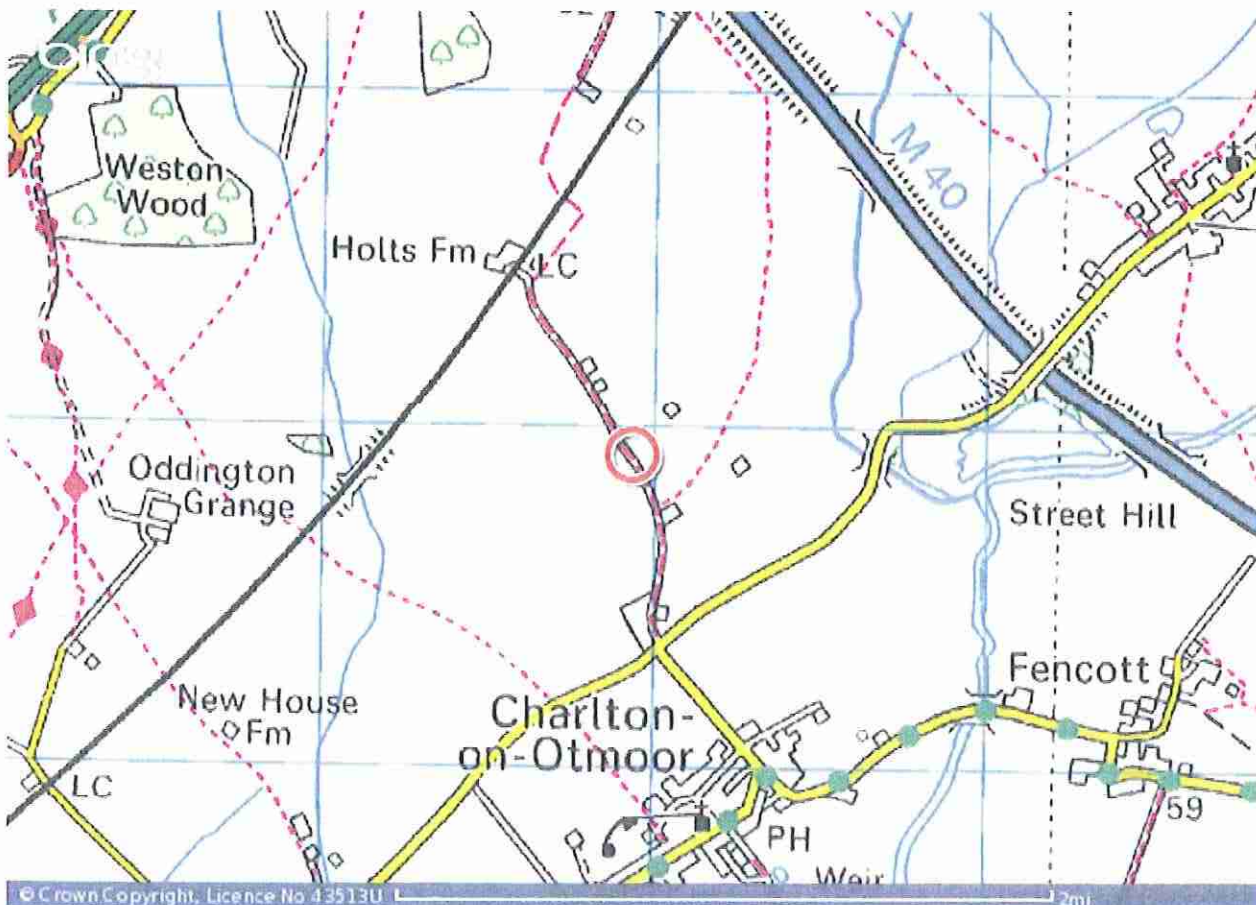 bing
M 40
Weston
Wood
Holts Fm
LC
Oddington
Grange
Street Hill
New House
Fm
Fencott
Charlton-
on-Otmoor
LC
59
PH
Weir
© Crown Copyright. Licence No 43513U
2mi